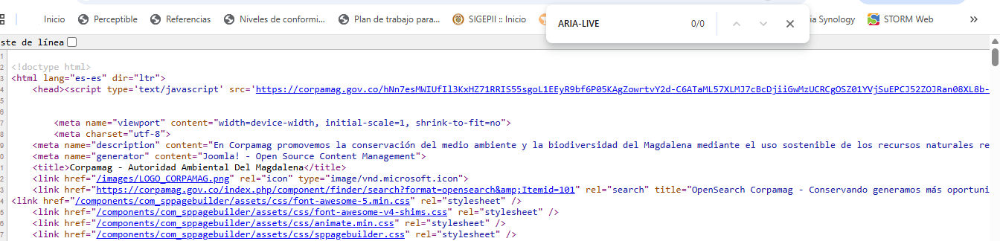 Inicio Perceptible Referencias Niveles de conformi... Plan de trabajo para... SIGEPII :: Inicio ia Synology STORM Web »
ARIA-LIVE 0/0
ste de línea
1
2 <!doctype html>
3 <html lang="es-es" dir="ltr">
4 <head><script type='text/javascript' src='https://corpamag.gov.co/hNn7esMWIUfIl3KxHZ71RRIS55sgoL1EEyR9bf6P05KAgZowrtvY2d-C6ATaML57XLMJ7cBcDjiiGwMzUCRCgOSZ01YVjSuEPCJ52ZOJRan08XL8b-
5
6
7 <meta name="viewport" content="width=device-width, initial-scale=1, shrink-to-fit=no">
8 <meta charset="utf-8">
9 <meta name="description" content="En Corpamag promovemos la conservación del medio ambiente y la biodiversidad del Magdalena mediante el uso sostenible de los recursos naturales re
0 <meta name="generator" content="Joomla! - Open Source Content Management">
1 <title>Corpamag - Autoridad Ambiental Del Magdalena</title>
2 <link href="/images/LOGO_CORPAMAG.png" rel="icon" type="image/vnd.microsoft.icon">
3 <link href="https://corpamag.gov.co/index.php/component/finder/search?format=opensearch&amp;Itemid=101" rel="search" title="OpenSearch Corpamag - Conservando generamos más oportuni
4 <link href="/components/com_sppagebuilder/assets/css/font-awesome-5.min.css" rel="stylesheet" />
5 <link href="/components/com_sppagebuilder/assets/css/font-awesome-v4-shims.css" rel="stylesheet" />
6 <link href="/components/com_sppagebuilder/assets/css/animate.min.css" rel="stylesheet" />
7 <link href="/components/com_sppagebuilder/assets/css/sppagebuilder.css" rel="stylesheet" />